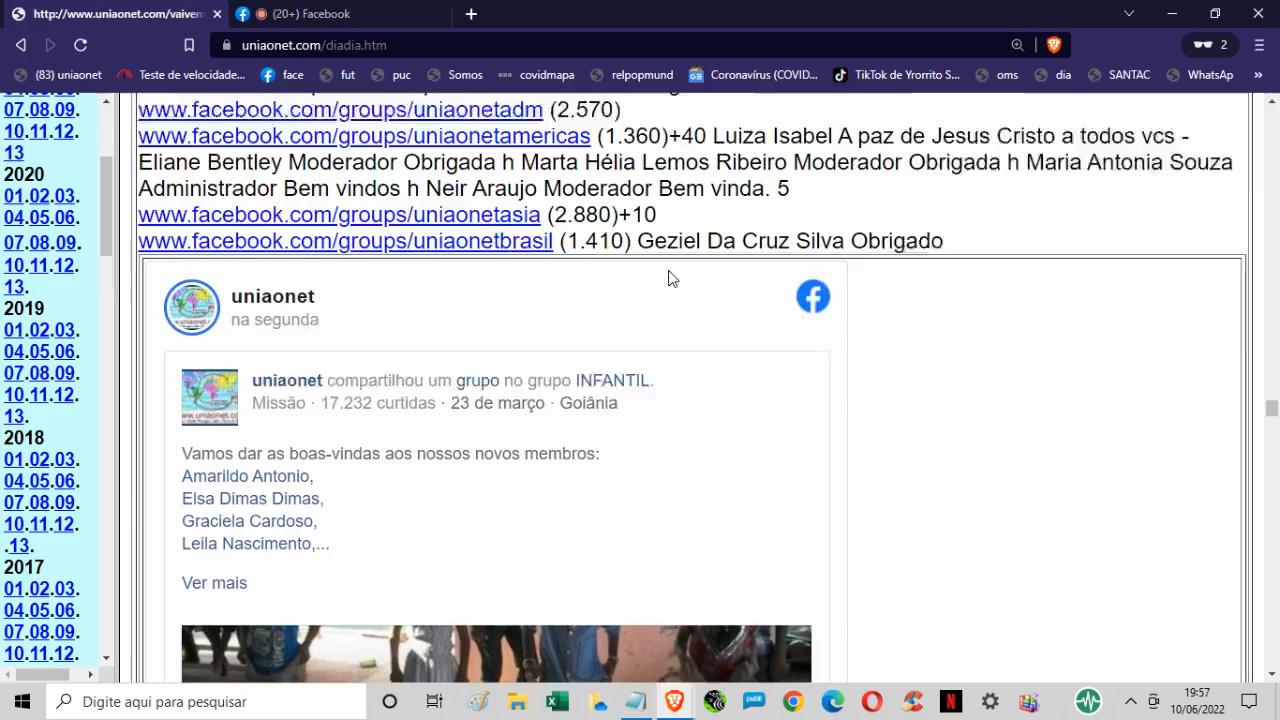 http://www.uniaonet.com/vaivem
(20+) Facebook
uniaonet.com/diadia.htm
2
(83) uniaonet
Teste de velocidade...
face
fut
puc
Somos
covidmapa
relpopmund
Coronavírus (COVID...
TikTok de Yrorrito S...
oms
dia
SANTAC
WhatsAp
»
07.08.09.
10.11.12.
13
2020
01.02.03.
04.05.06.
07.08.09.
10.11.12.
13.
2019
01.02.03.
04.05.06.
07.08.09.
10.11.12.
13.
2018
01.02.03.
04.05.06.
07.08.09.
10.11.12.
.13.
2017
01.02.03.
04.05.06.
07.08.09.
10.11.12.
www.facebook.com/groups/uniaonetadm (2.570)
www.facebook.com/groups/uniaonetamericas (1.360)+40 Luiza Isabel A paz de Jesus Cristo a todos vcs -
Eliane Bentley Moderador Obrigada h Marta Hélia Lemos Ribeiro Moderador Obrigada h Maria Antonia Souza
Administrador Bem vindos h Neir Araujo Moderador Bem vinda. 5
www.facebook.com/groups/uniaonetasia (2.880)+10
www.facebook.com/groups/uniaonetbrasil (1.410) Geziel Da Cruz Silva Obrigado
uniaonet
na segunda
uniaonet compartilhou um grupo no grupo INFANTIL.
Missão · 17.232 curtidas · 23 de março · Goiânia
Vamos dar as boas-vindas aos nossos novos membros:
Amarildo Antonio,
Elsa Dimas Dimas,
Graciela Cardoso,
Leila Nascimento,...
Ver mais
Digite aqui para pesquisar
publi
N
19:57
10/06/2022